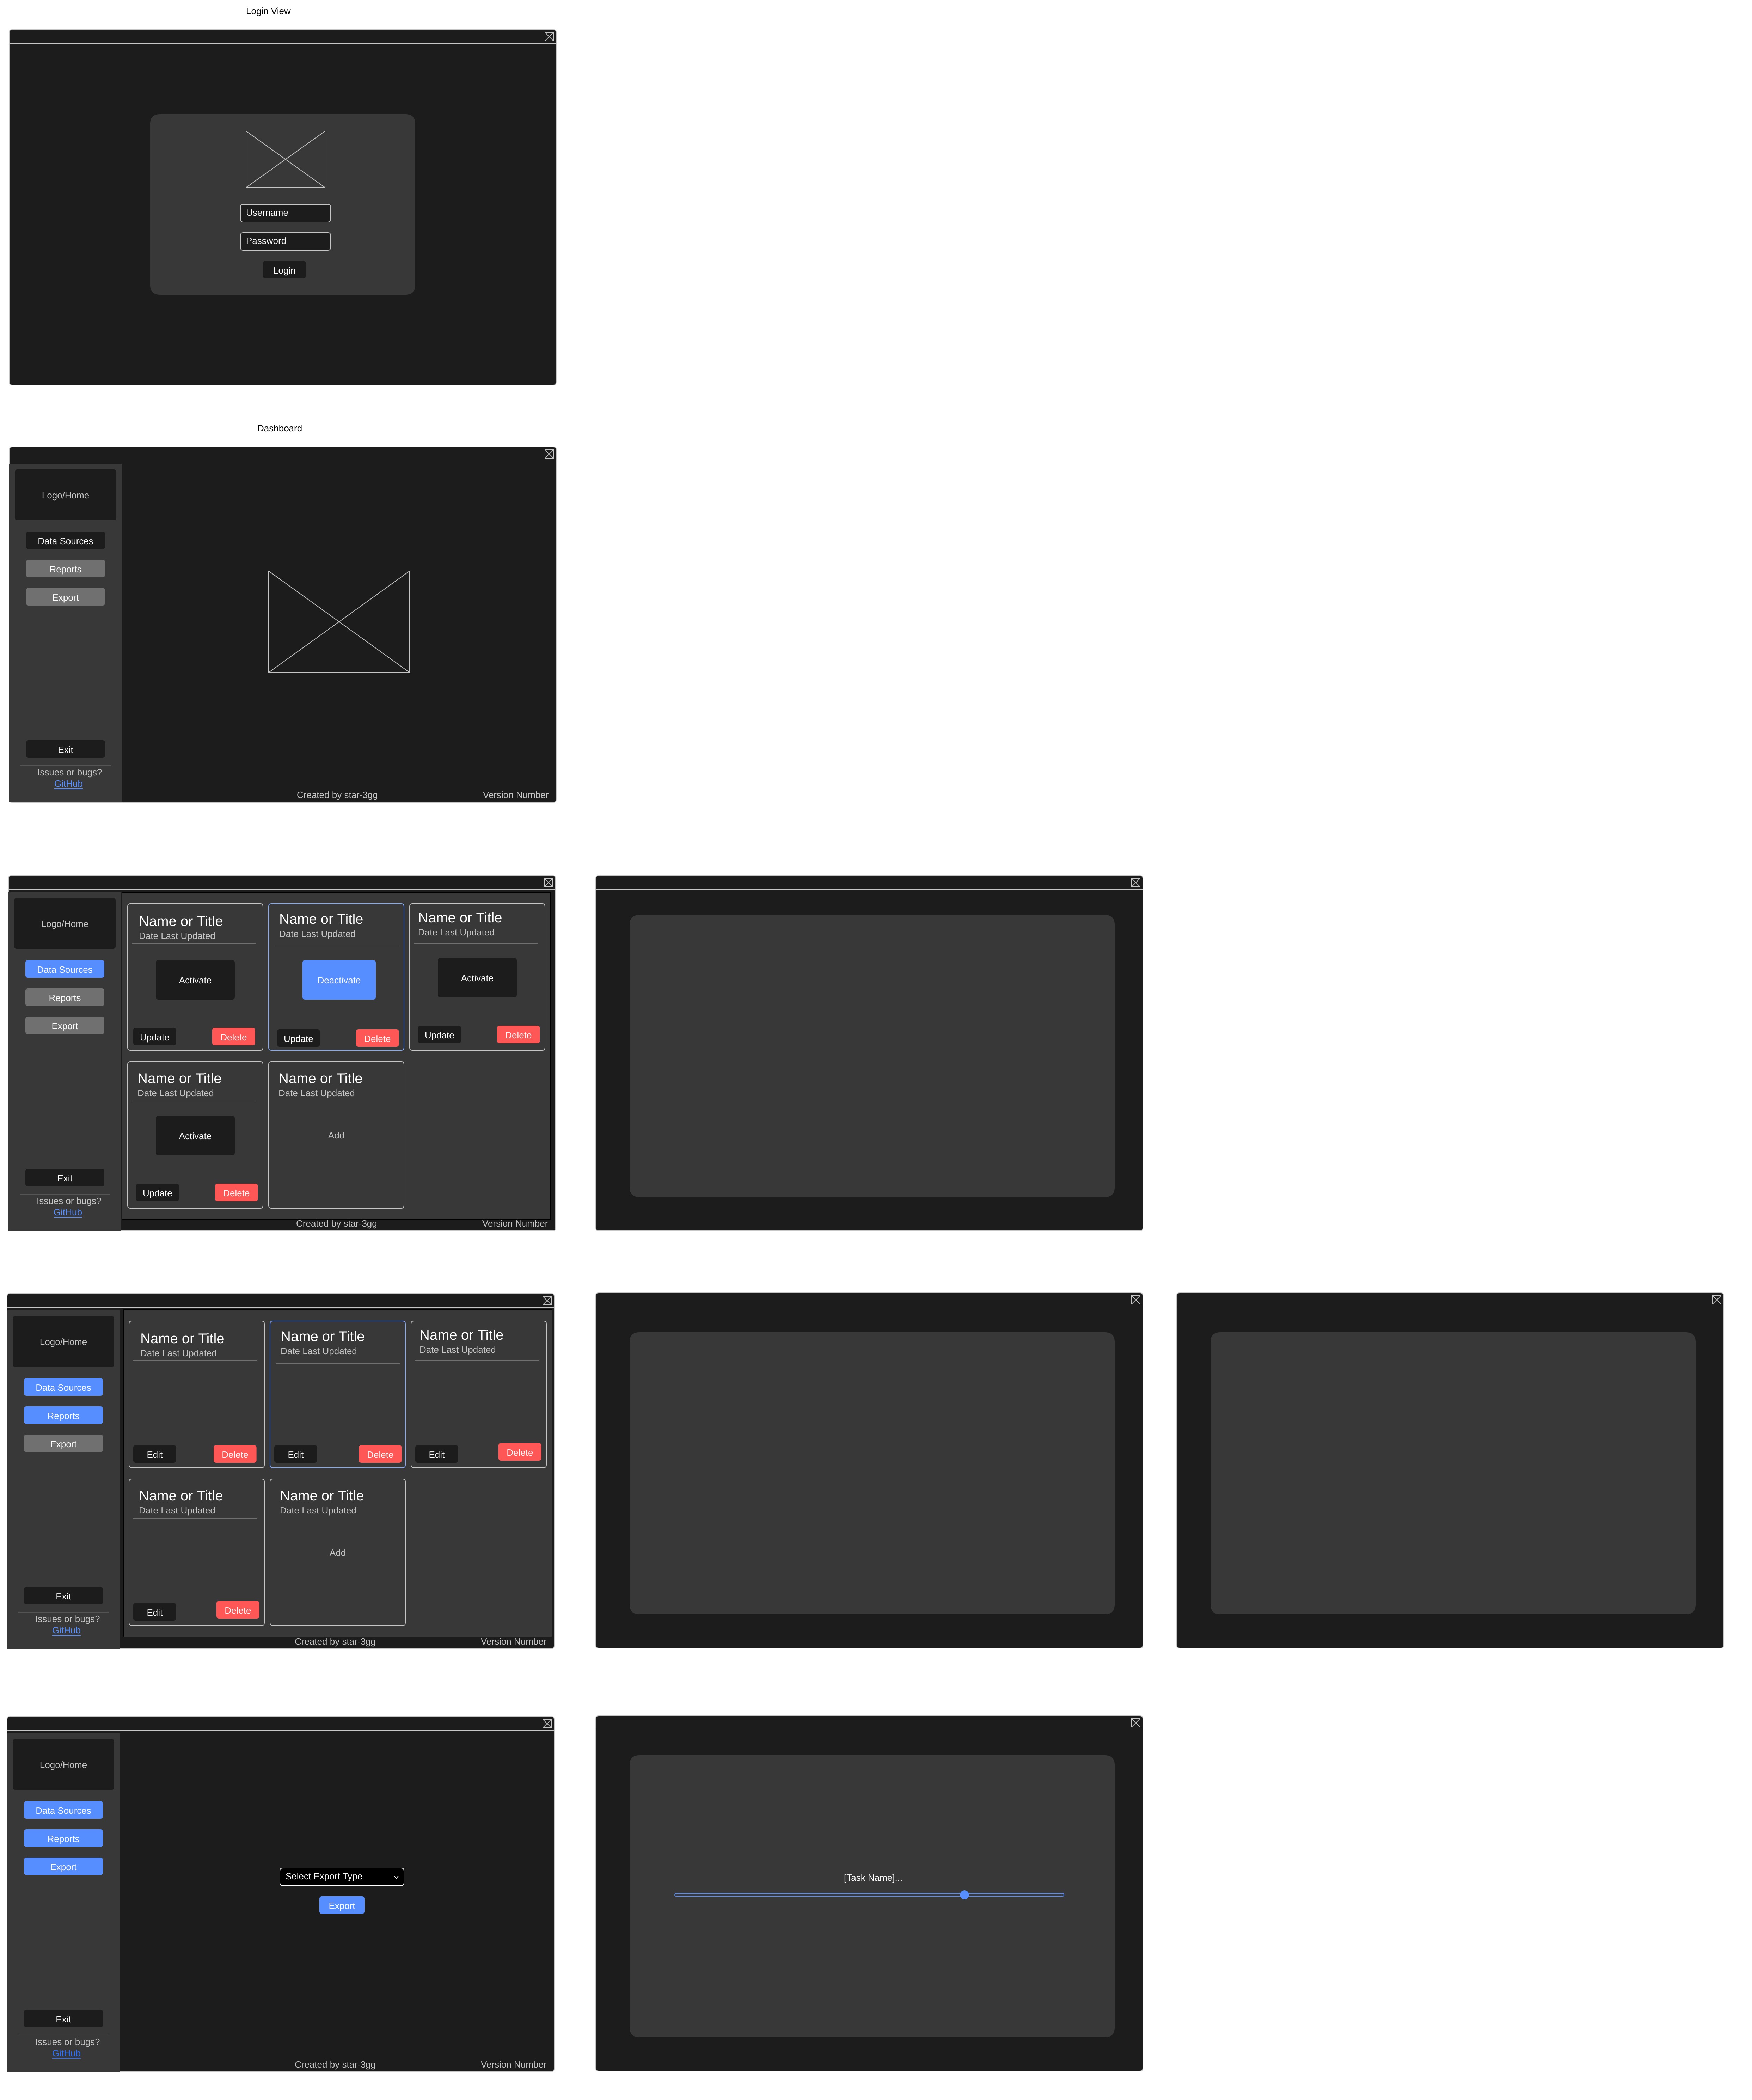 Login View
Username
Password
Login
Dashboard
Logo/Home
Data Sources
Reports
Export
Exit
Issues or bugs?
GitHub
Created by star-3gg
Version Number
Logo/Home
Data Sources
Reports
Export
Exit
Issues or bugs?
GitHub
Name or Title
Date Last Updated
Activate
Update
Delete
Name or Title
Date Last Updated
Deactivate
Update
Delete
Name or Title
Date Last Updated
Activate
Update
Delete
Name or Title
Date Last Updated
Activate
Update
Delete
Name or Title
Date Last Updated
Add
Created by star-3gg
Version Number
Logo/Home
Data Sources
Reports
Export
Exit
Issues or bugs?
GitHub
Name or Title
Date Last Updated
Edit
Delete
Name or Title
Date Last Updated
Edit
Delete
Name or Title
Date Last Updated
Edit
Delete
Name or Title
Date Last Updated
Edit
Delete
Name or Title
Date Last Updated
Add
Created by star-3gg
Version Number
Logo/Home
Data Sources
Reports
Export
Exit
Issues or bugs?
GitHub
Select Export Type
Export
Created by star-3gg
Version Number
[Task Name]...